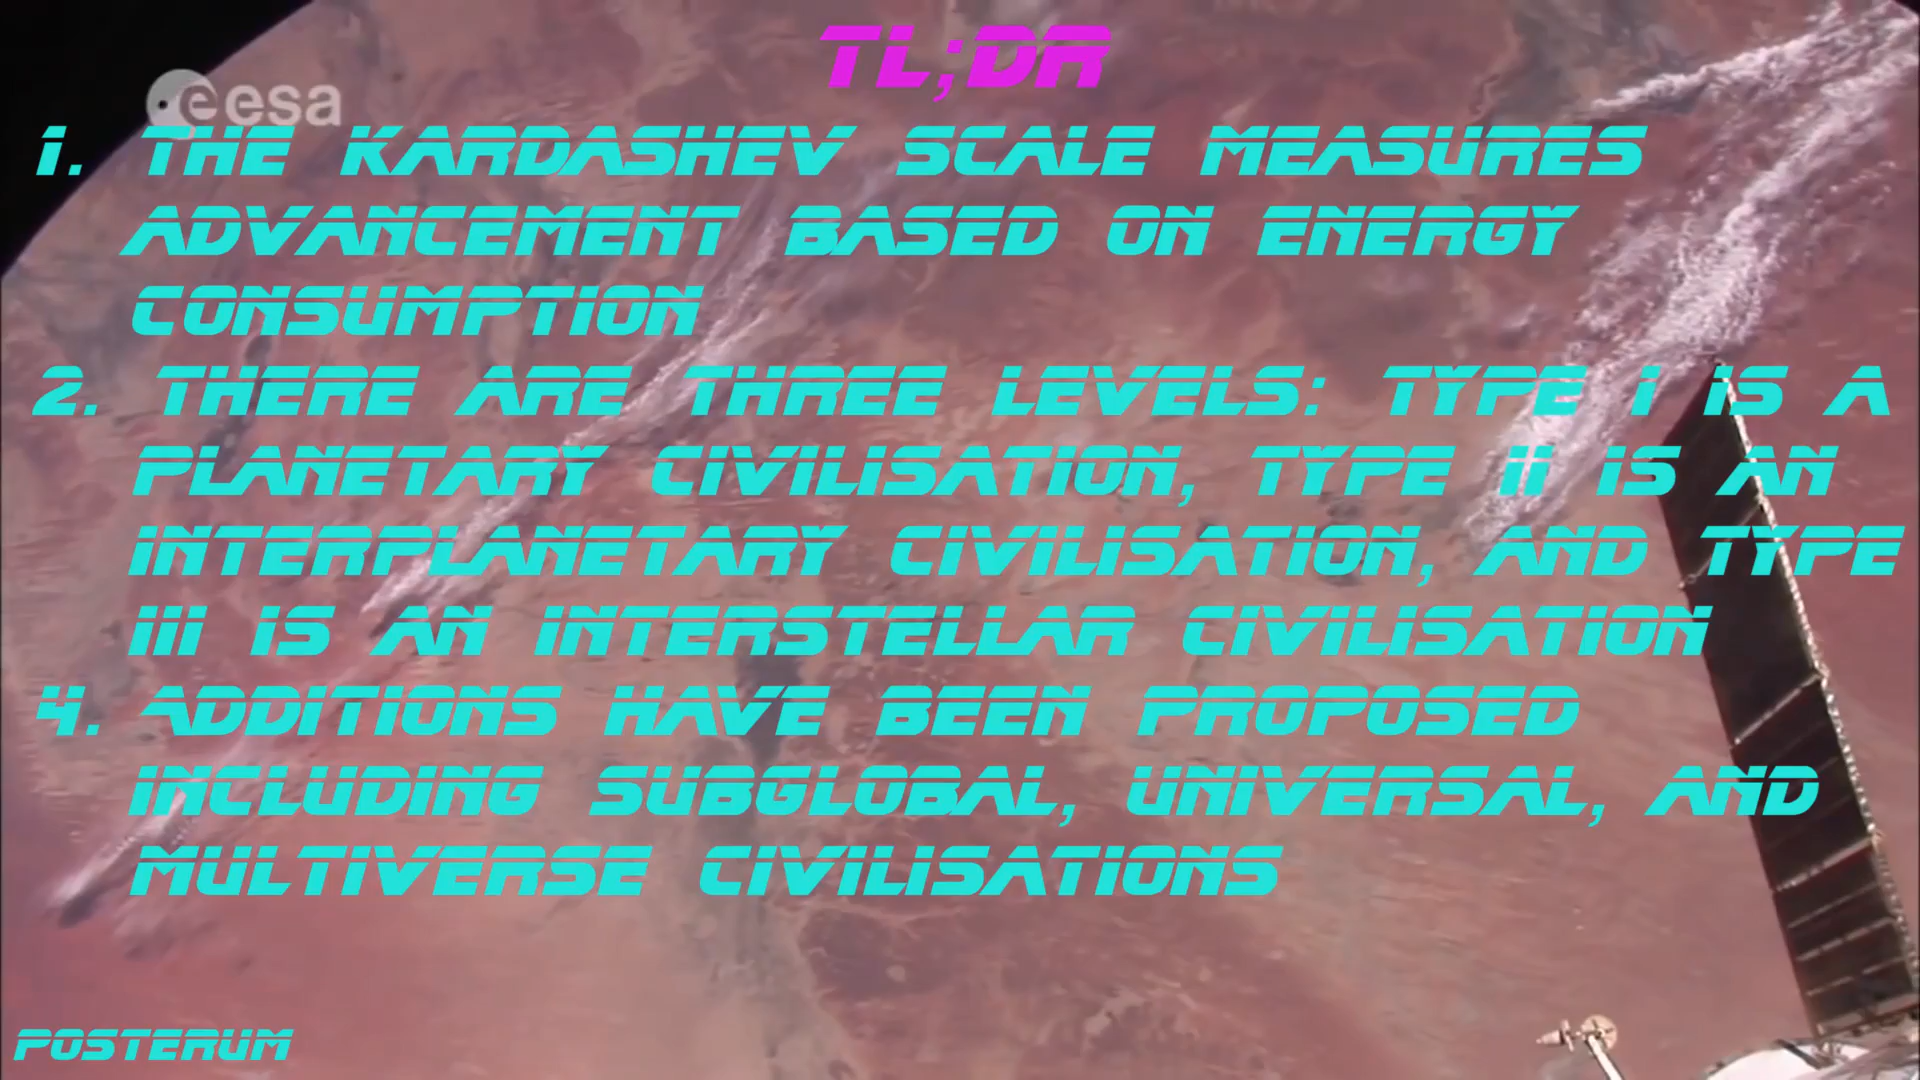 TL;DR
eesa
1. THE KARDASHEV SCALE MEASURES
ADVANCEMENT BASED ON ENERGY
CONSUMPTION
2. THERE ARE THREE LEVELS: TYPE I IS A
PLANETARY CIVILISATION, TYPE II IS AN
INTERPLANETARY CIVILISATION, AND TYPE
III IS AN INTERSTELLAR CIVILISATION
4. ADDITIONS HAVE BEEN PROPOSED
INCLUDING SUBGLOBAL, UNIVERSAL, AND
MULTIVERSE CIVILISATIONS
POSTERUM